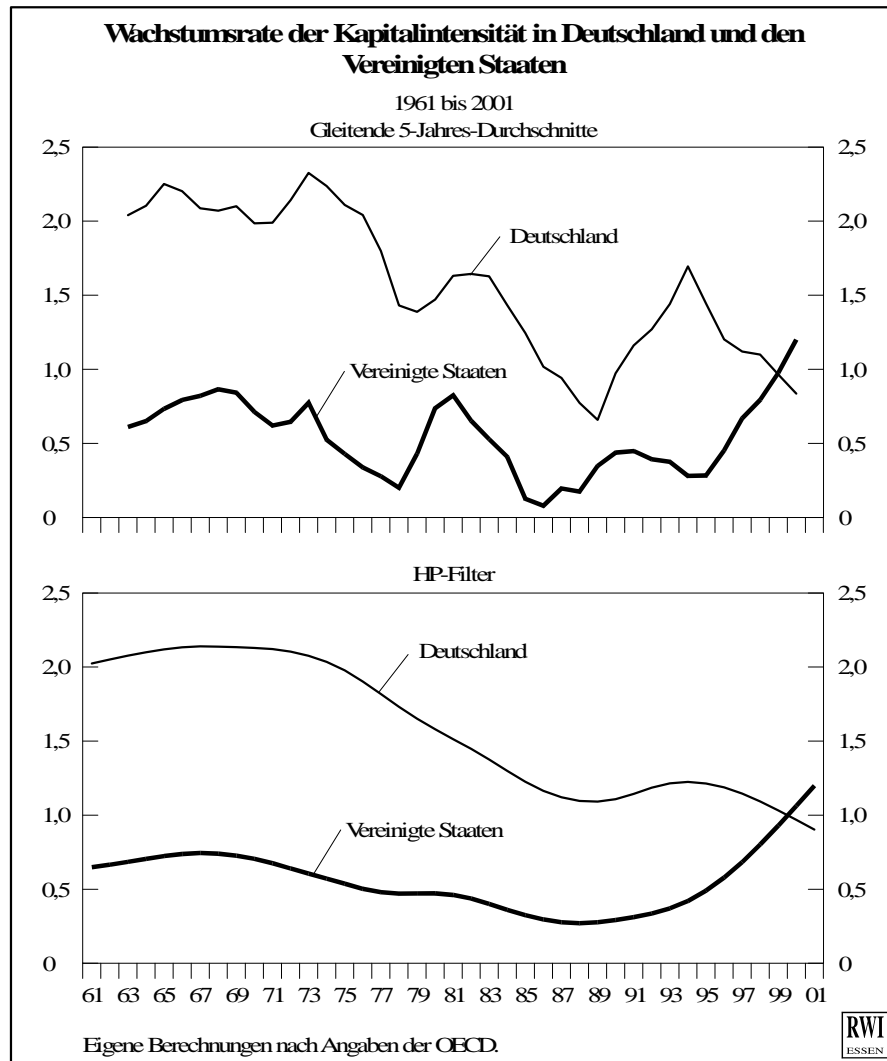 Wachstumsrate der Kapitalintensität in Deutschland und den
Vereinigten Staaten
1961 bis 2001
Gleitende 5-Jahres-Durchschnitte
2,5 2,5
2,0 2,0
Deutschland
1,5 1,5
1,0 1,0
Vereinigte Staaten
0,5 0,5
0 0
HP-Filter
2,5 2,5
2,0 2,0
Deutschland
1,5 1,5
1,0 1,0
Vereinigte Staaten
0,5 0,5
0 0
61 63 65 67 69 71 73 75 77 79 81 83 85 87 89 91 93 95 97 99 01
Eigene Berechnungen nach Angaben der OECD.
RWI
ESSEN